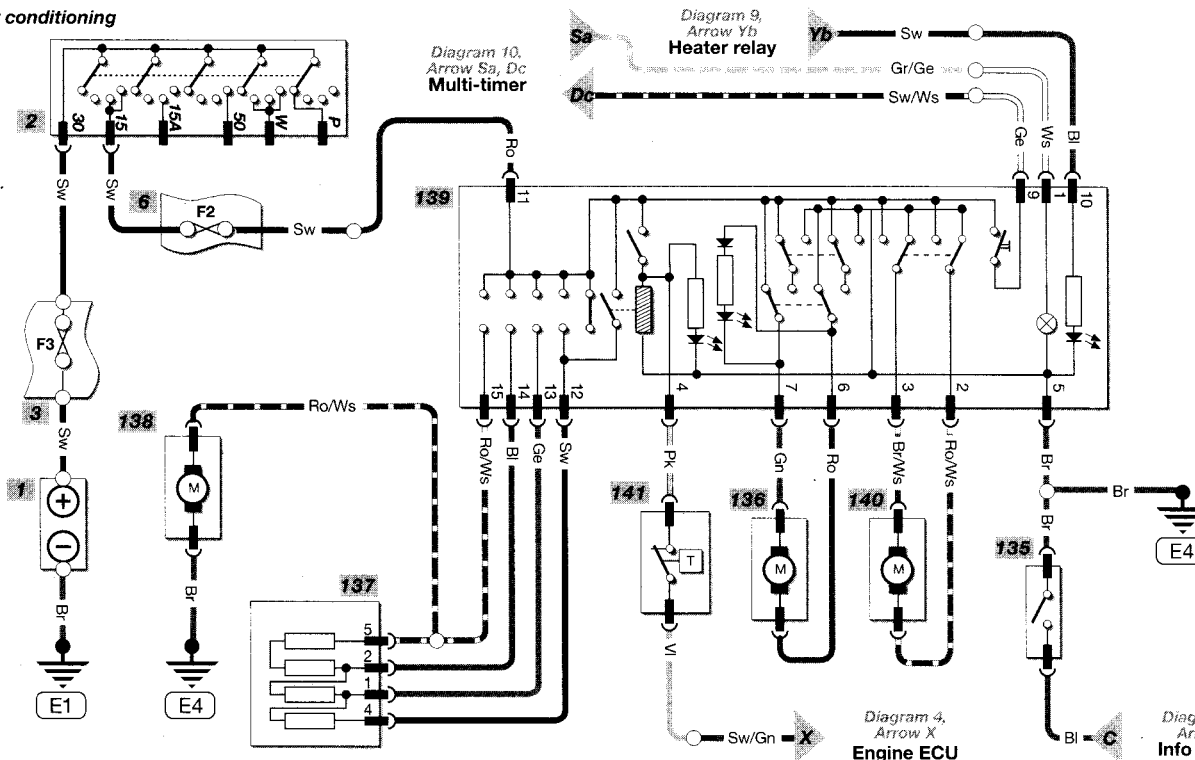 conditioning
Diagram 10,
Arrow Sa, Dc
Multi-timer
Sa
Diagram 9,
Arrow Yb
Heater relay
Yb
Sw
Gr/Ge
Dc
Sw/Ws
2
30
15
15A
50
W
P
Sw
Sw
6
F2
Sw
Ro
139
11
Ge
Ws
Bl
9
1
10
F3
3
Sw
1
+
−
Br
E1
138
Ro/Ws
M
Br
E4
15
14
13
12
4
7
6
3
2
5
Ro/Ws
Bl
Ge
Sw
Pk
Gn
Ro
Br/Ws
Ro/Ws
Br
Br
E4
Br
137
5
2
1
4
141
T
Vl
136
M
140
M
135
Sw/Gn
X
Diagram 4,
Arrow X
Engine ECU
Bl
C
Info